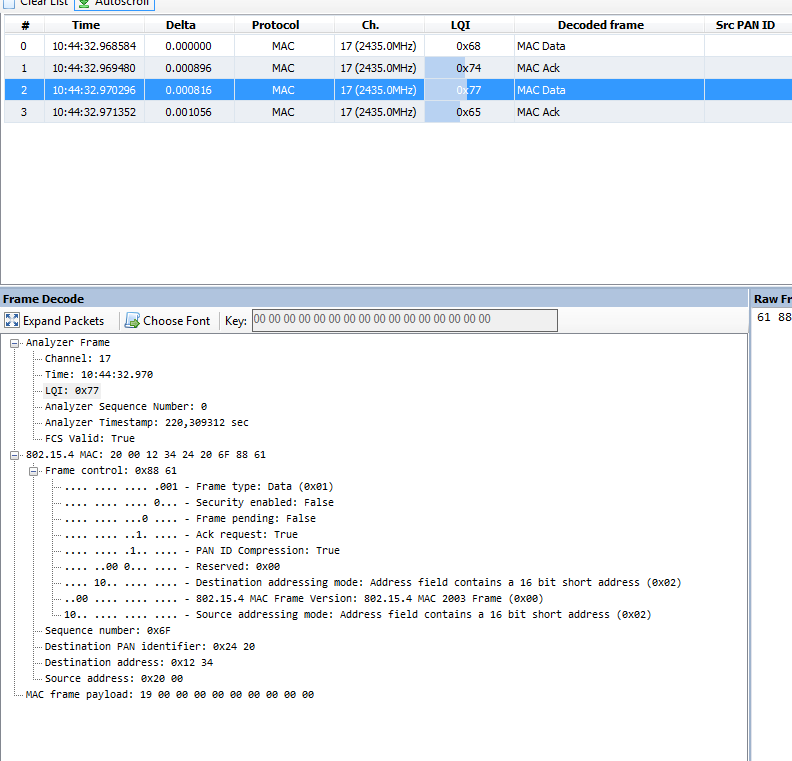 Clear List Autoscroll
# Time Delta Protocol Ch. LQI Decoded frame Src PAN ID
0 10:44:32.968584 0.000000 MAC 17 (2435.0MHz) 0x68 MAC Data
1 10:44:32.969480 0.000896 MAC 17 (2435.0MHz) 0x74 MAC Ack
2 10:44:32.970296 0.000816 MAC 17 (2435.0MHz) 0x77 MAC Data
3 10:44:32.971352 0.001056 MAC 17 (2435.0MHz) 0x65 MAC Ack
Frame Decode Raw Fr
Expand Packets Choose Font Key: 00 00 00 00 00 00 00 00 00 00 00 00 00 00 00 00 61 88
Analyzer Frame
Channel: 17
Time: 10:44:32.970
LQI: 0x77
Analyzer Sequence Number: 0
Analyzer Timestamp: 220,309312 sec
FCS Valid: True
802.15.4 MAC: 20 00 12 34 24 20 6F 88 61
Frame control: 0x88 61
.... .... .... .001 - Frame type: Data (0x01)
.... .... .... 0... - Security enabled: False
.... .... ...0 .... - Frame pending: False
.... .... ..1. .... - Ack request: True
.... .... .1.. .... - PAN ID Compression: True
.... ..00 0... .... - Reserved: 0x00
.... 10.. .... .... - Destination addressing mode: Address field contains a 16 bit short address (0x02)
..00 .... .... .... - 802.15.4 MAC Frame Version: 802.15.4 MAC 2003 Frame (0x00)
10.. .... .... .... - Source addressing mode: Address field contains a 16 bit short address (0x02)
Sequence number: 0x6F
Destination PAN identifier: 0x24 20
Destination address: 0x12 34
Source address: 0x20 00
MAC frame payload: 19 00 00 00 00 00 00 00 00 00